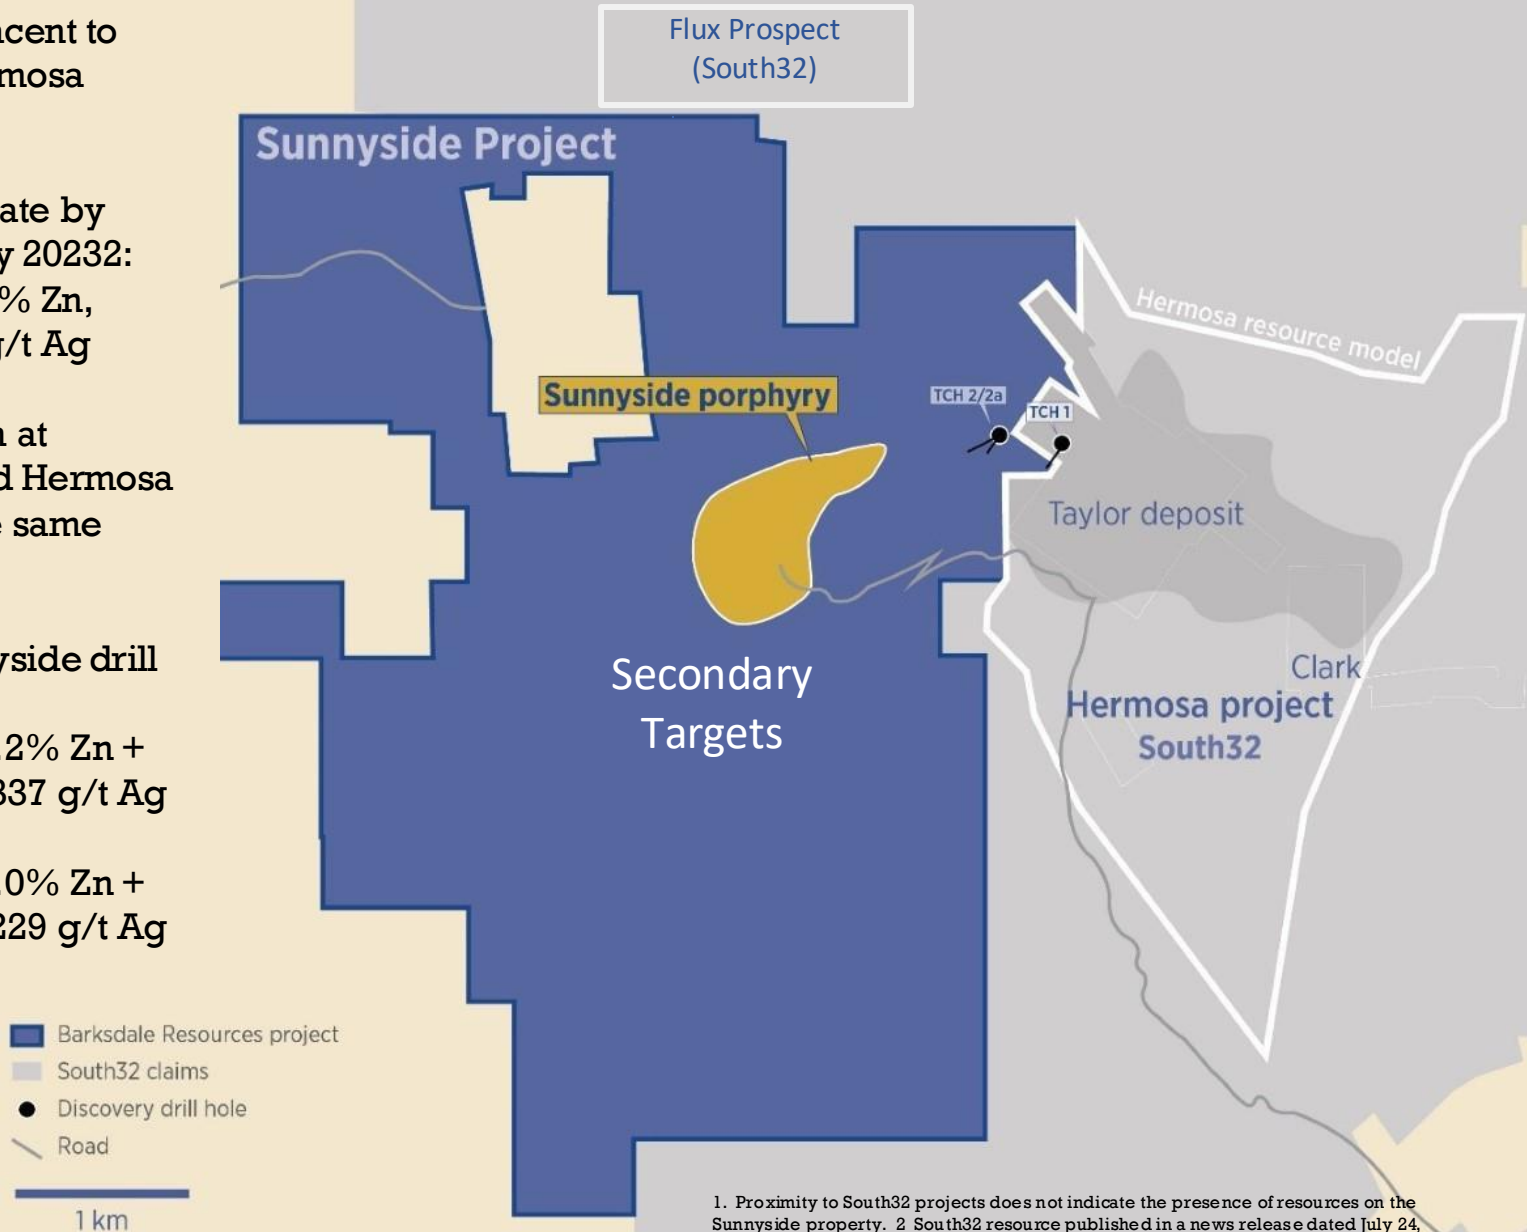 cent to
mosa
ate by
y 20232:
% Zn,
g/t Ag
n at
d Hermosa
e same
yside drill
.2% Zn +
337 g/t Ag
.0% Zn +
229 g/t Ag
Flux Prospect
(South32)
Sunnyside Project
Hermosa resource model
Sunnyside porphyry
TCH 2/2a
TCH 1
Taylor deposit
Secondary
Targets
Clark
Hermosa project
South32
Barksdale Resources project
South32 claims
Discovery drill hole
Road
1 km
1. Proximity to South32 projects does not indicate the presence of resources on the
Sunnyside property. 2 South32 resource published in a news release dated July 24,